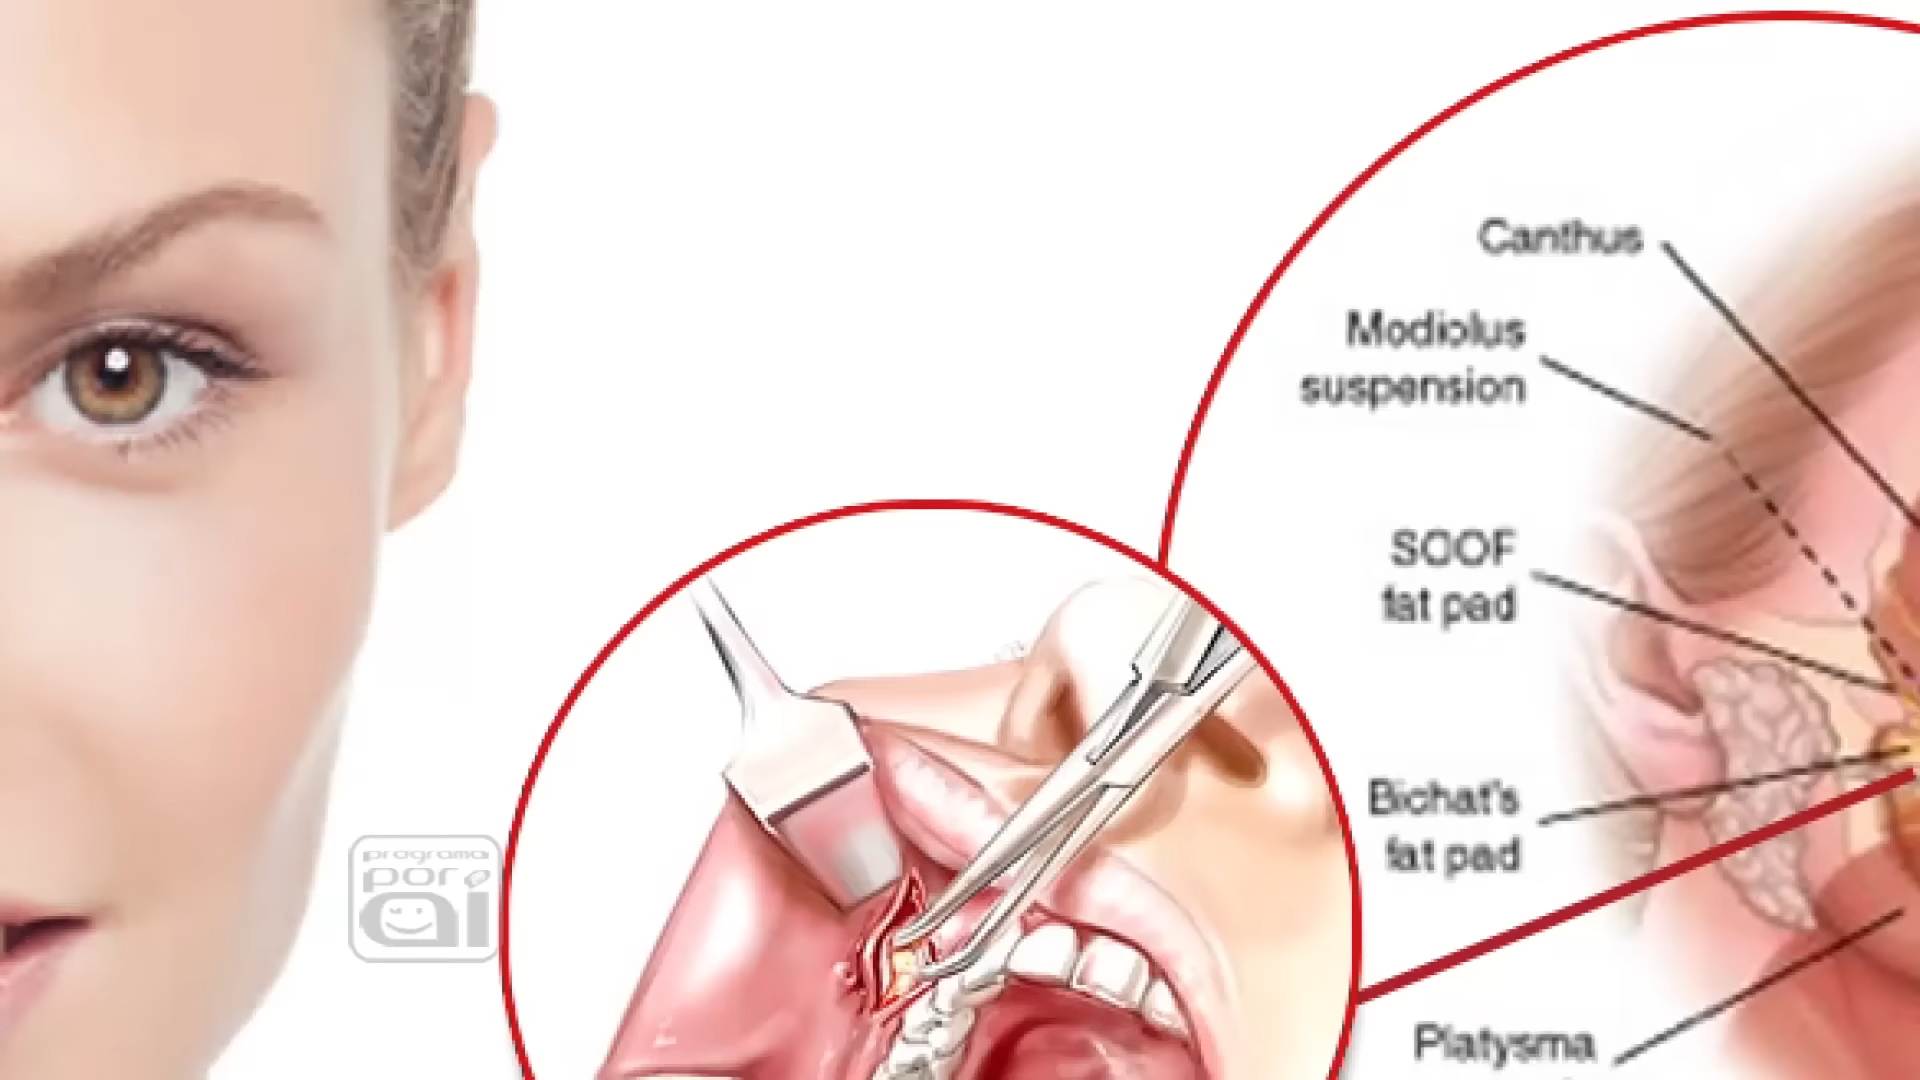 Canthus
Modiolus
suspension
SOOF
fat pad
Bichat's
fat pad
Platysma
programa
por
ai